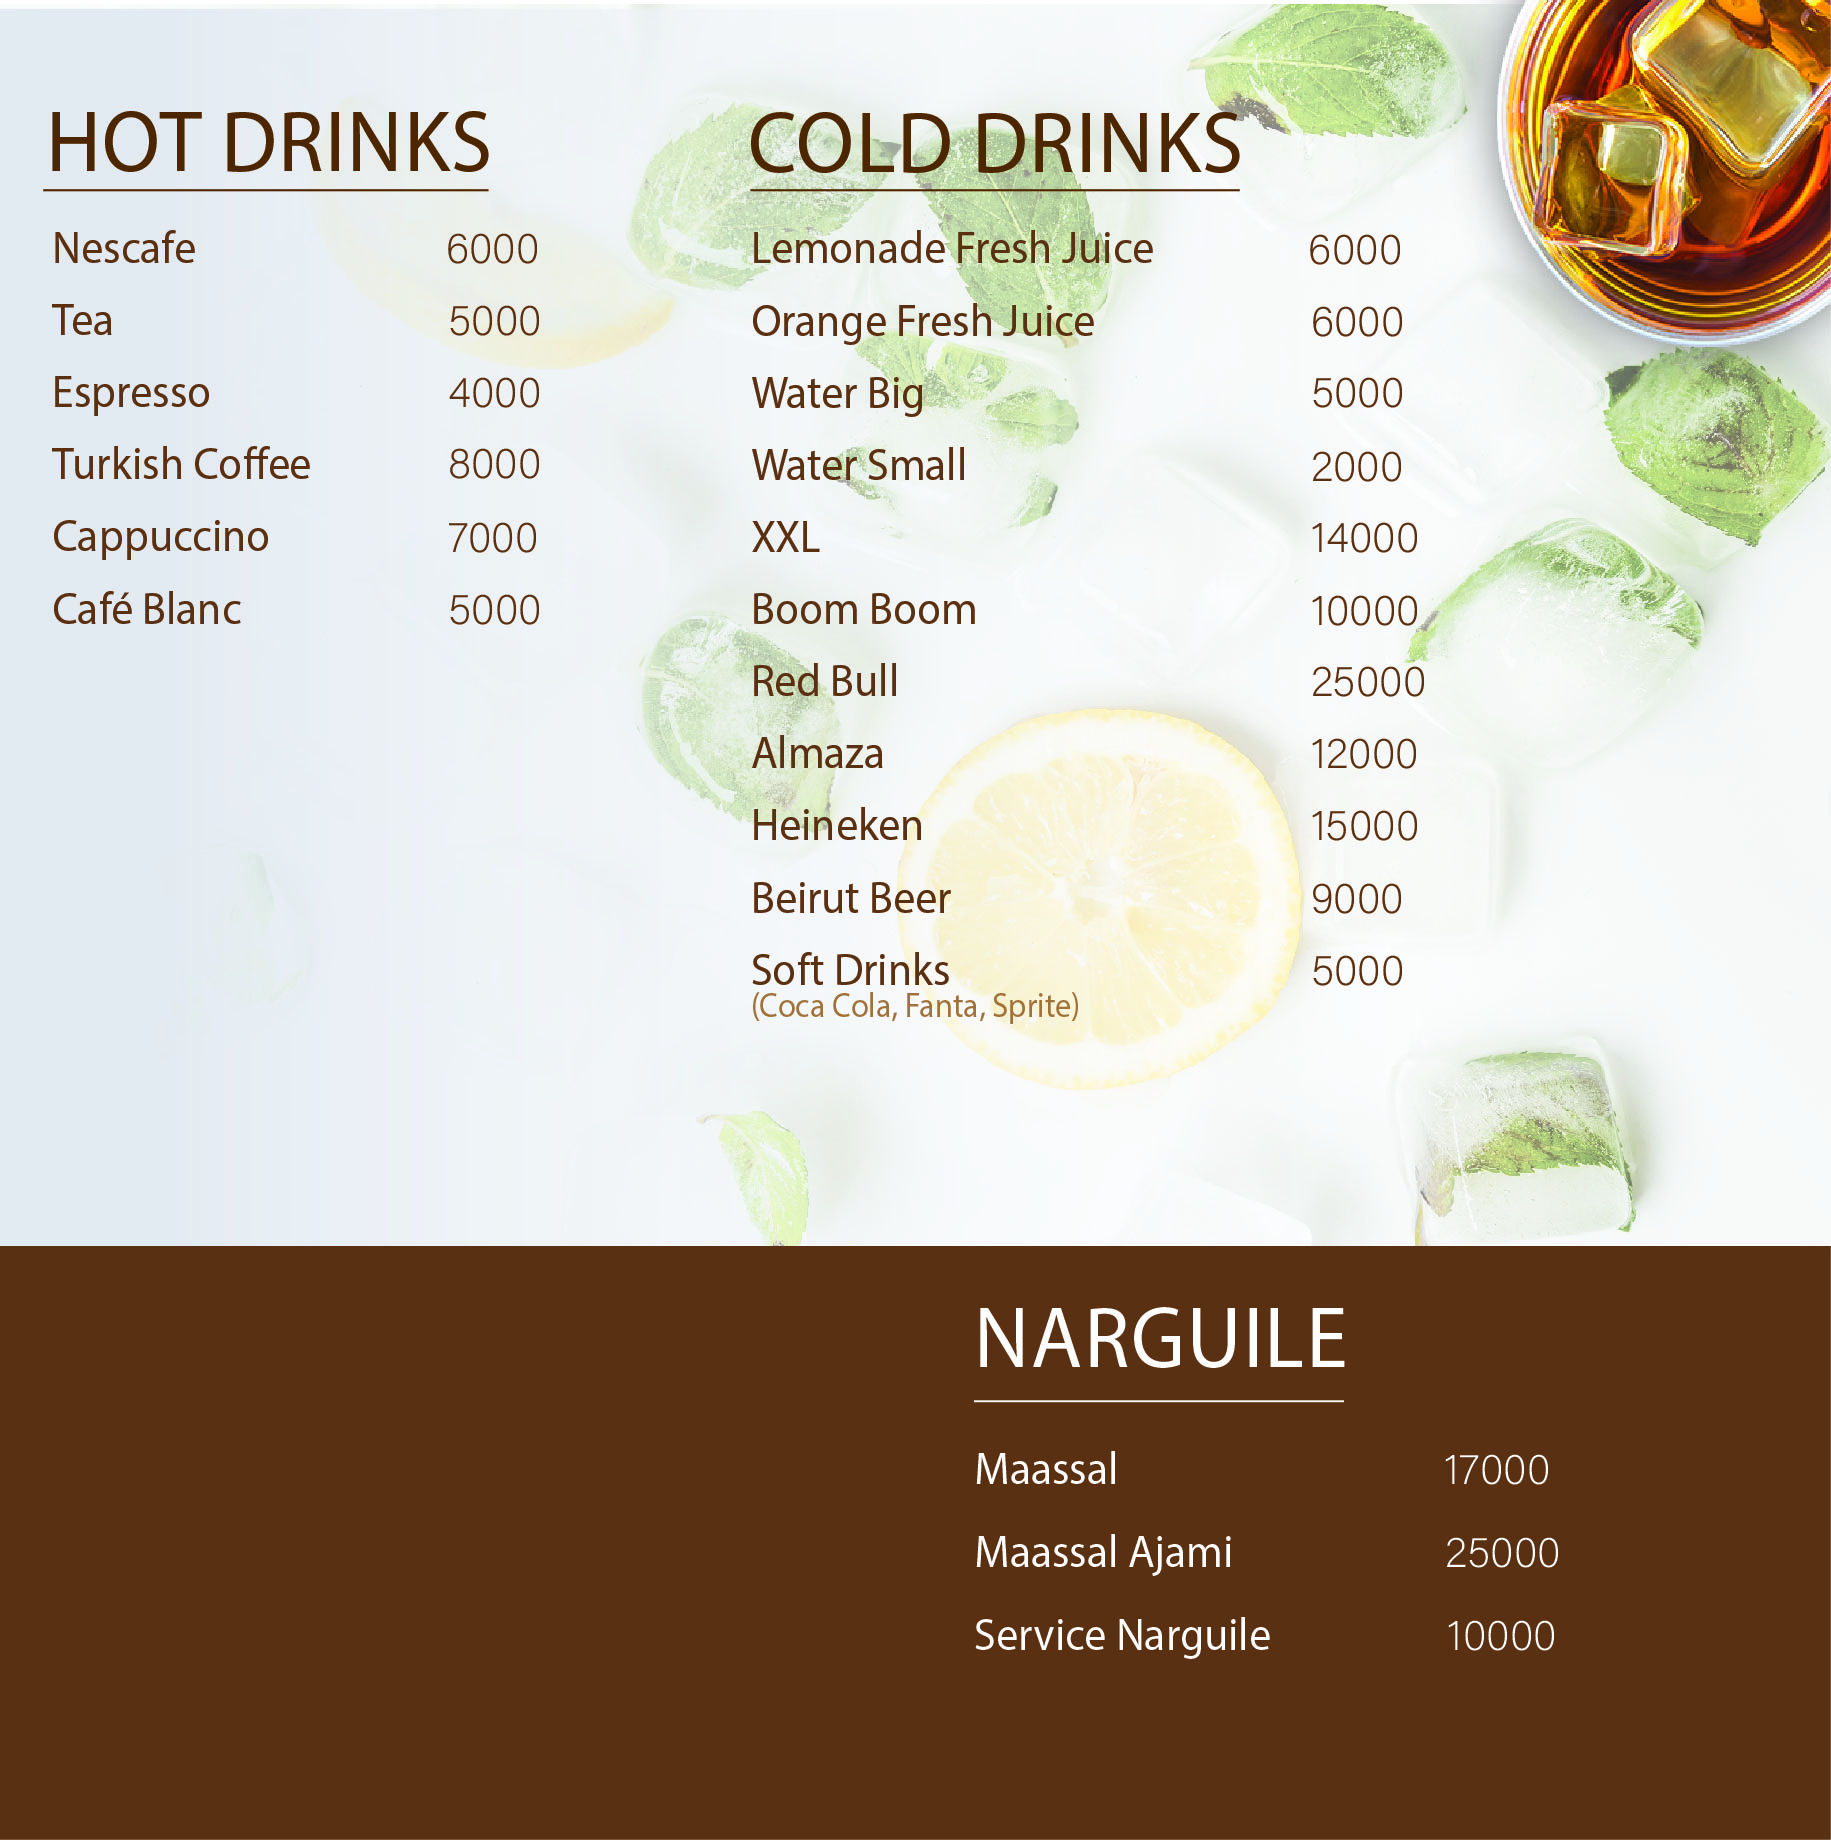 HOT DRINKS
Nescafe 6000
Tea 5000
Espresso 4000
Turkish Coffee 8000
Cappuccino 7000
Café Blanc 5000
COLD DRINKS
Lemonade Fresh Juice 6000
Orange Fresh Juice 6000
Water Big 5000
Water Small 2000
XXL 14000
Boom Boom 10000
Red Bull 25000
Almaza 12000
Heineken 15000
Beirut Beer 9000
Soft Drinks 5000
(Coca Cola, Fanta, Sprite)
NARGUILE
Maassal 17000
Maassal Ajami 25000
Service Narguile 10000